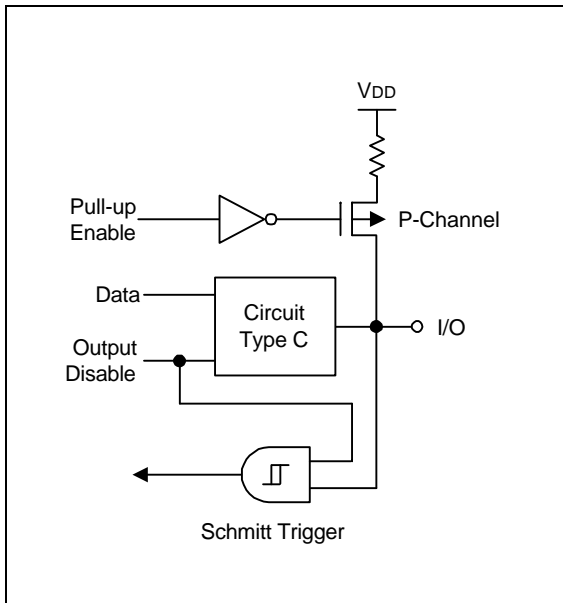 VDD
Pull-up
Enable
P-Channel
Data
Circuit
Type C
I/O
Output
Disable
Schmitt Trigger